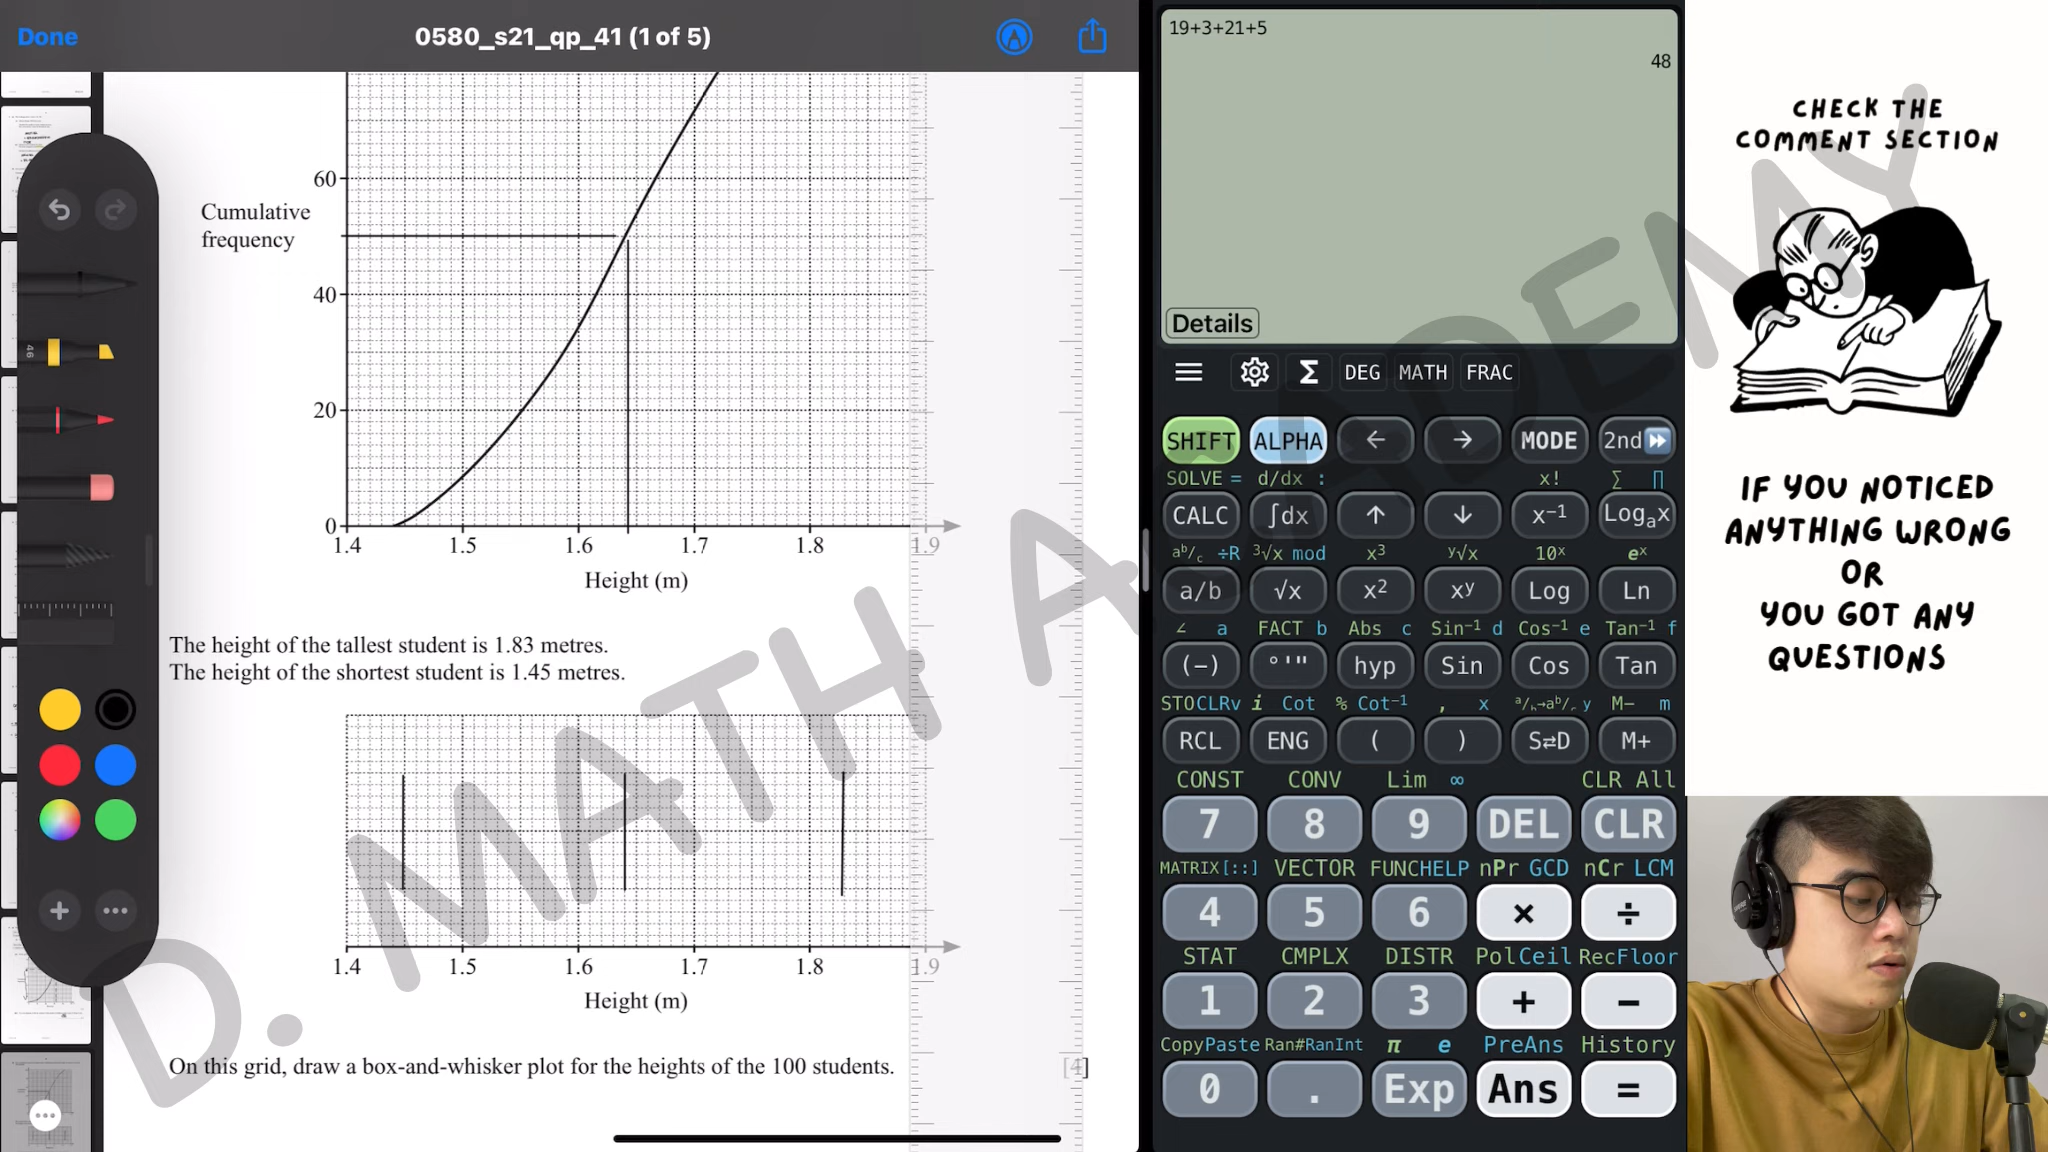 Done
0580_s21_qp_41 (1 of 5)
60
Cumulative
frequency
40
20
0
1.4 1.5 1.6 1.7 1.8 1.9
Height (m)
The height of the tallest student is 1.83 metres.
The height of the shortest student is 1.45 metres.
1.4 1.5 1.6 1.7 1.8 1.9
Height (m)
On this grid, draw a box-and-whisker plot for the heights of the 100 students. [4]
D. MATH ACADEMY
19+3+21+5
48
Details
Σ DEG MATH FRAC
SHIFT ALPHA ← → MODE 2nd
SOLVE = d/dx : x! ∑ ∏
CALC ∫dx ↑ ↓ x⁻¹ Logₐx
aᵇ/꜀ ÷R ³√x mod x³ ʸ√x 10ˣ eˣ
a/b √x x² xʸ Log Ln
∠ a FACT b Abs c Sin⁻¹ d Cos⁻¹ e Tan⁻¹ f
(−) °'" hyp Sin Cos Tan
STO CLRv i Cot % Cot⁻¹ , x y M− m
RCL ENG ( ) S⇄D M+
CONST CONV Lim ∞ CLR All
7 8 9 DEL CLR
MATRIX[::] VECTOR FUNC HELP nPr GCD nCr LCM
4 5 6 × ÷
STAT CMPLX DISTR Pol Ceil Rec Floor
1 2 3 + −
Copy Paste Ran# RanInt π e PreAns History
0 . Exp Ans =
CHECK THE
COMMENT SECTION
IF YOU NOTICED
ANYTHING WRONG
OR
YOU GOT ANY
QUESTIONS